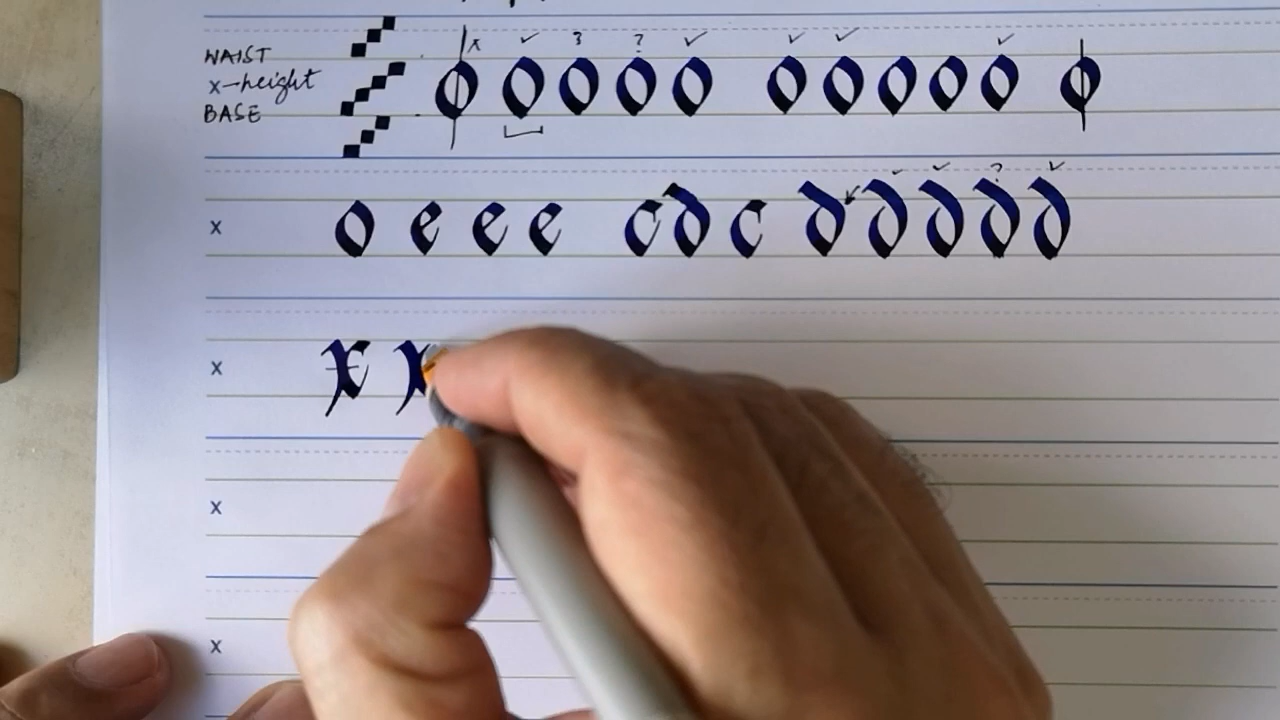 WAIST
x-height
BASE
x ✓ ? ? ✓ ✓ ✓ ✓
o o o o o o o o o o o
x o e e e c d c d d d d d
✓ ✓ ? ✓
x x
x
x